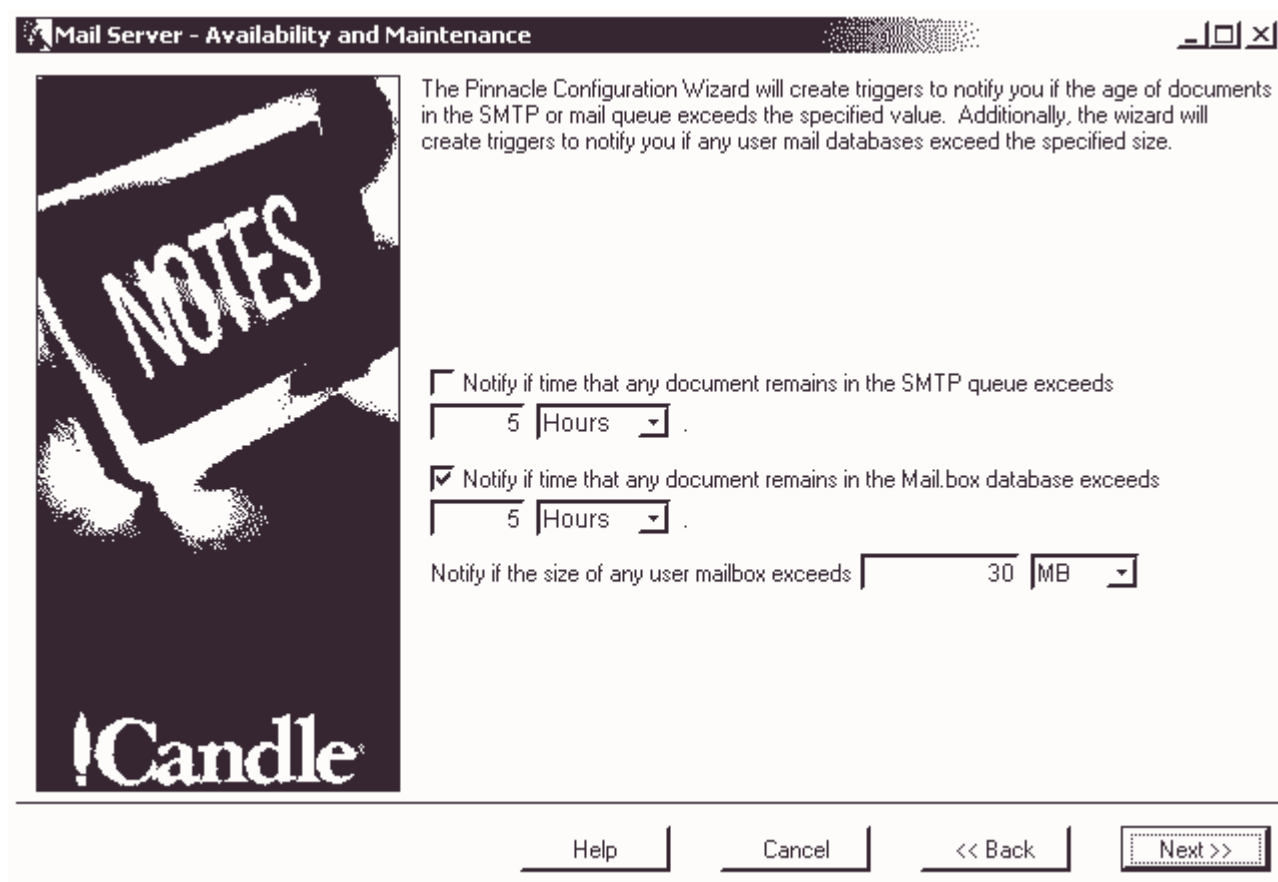 Mail Server - Availability and Maintenance
The Pinnacle Configuration Wizard will create triggers to notify you if the age of documents
in the SMTP or mail queue exceeds the specified value. Additionally, the wizard will
create triggers to notify you if any user mail databases exceed the specified size.
NOTES
Notify if time that any document remains in the SMTP queue exceeds
5 Hours .
Notify if time that any document remains in the Mail.box database exceeds
5 Hours .
Notify if the size of any user mailbox exceeds 30 MB
Cand
le
Help Cancel << Back Next >>